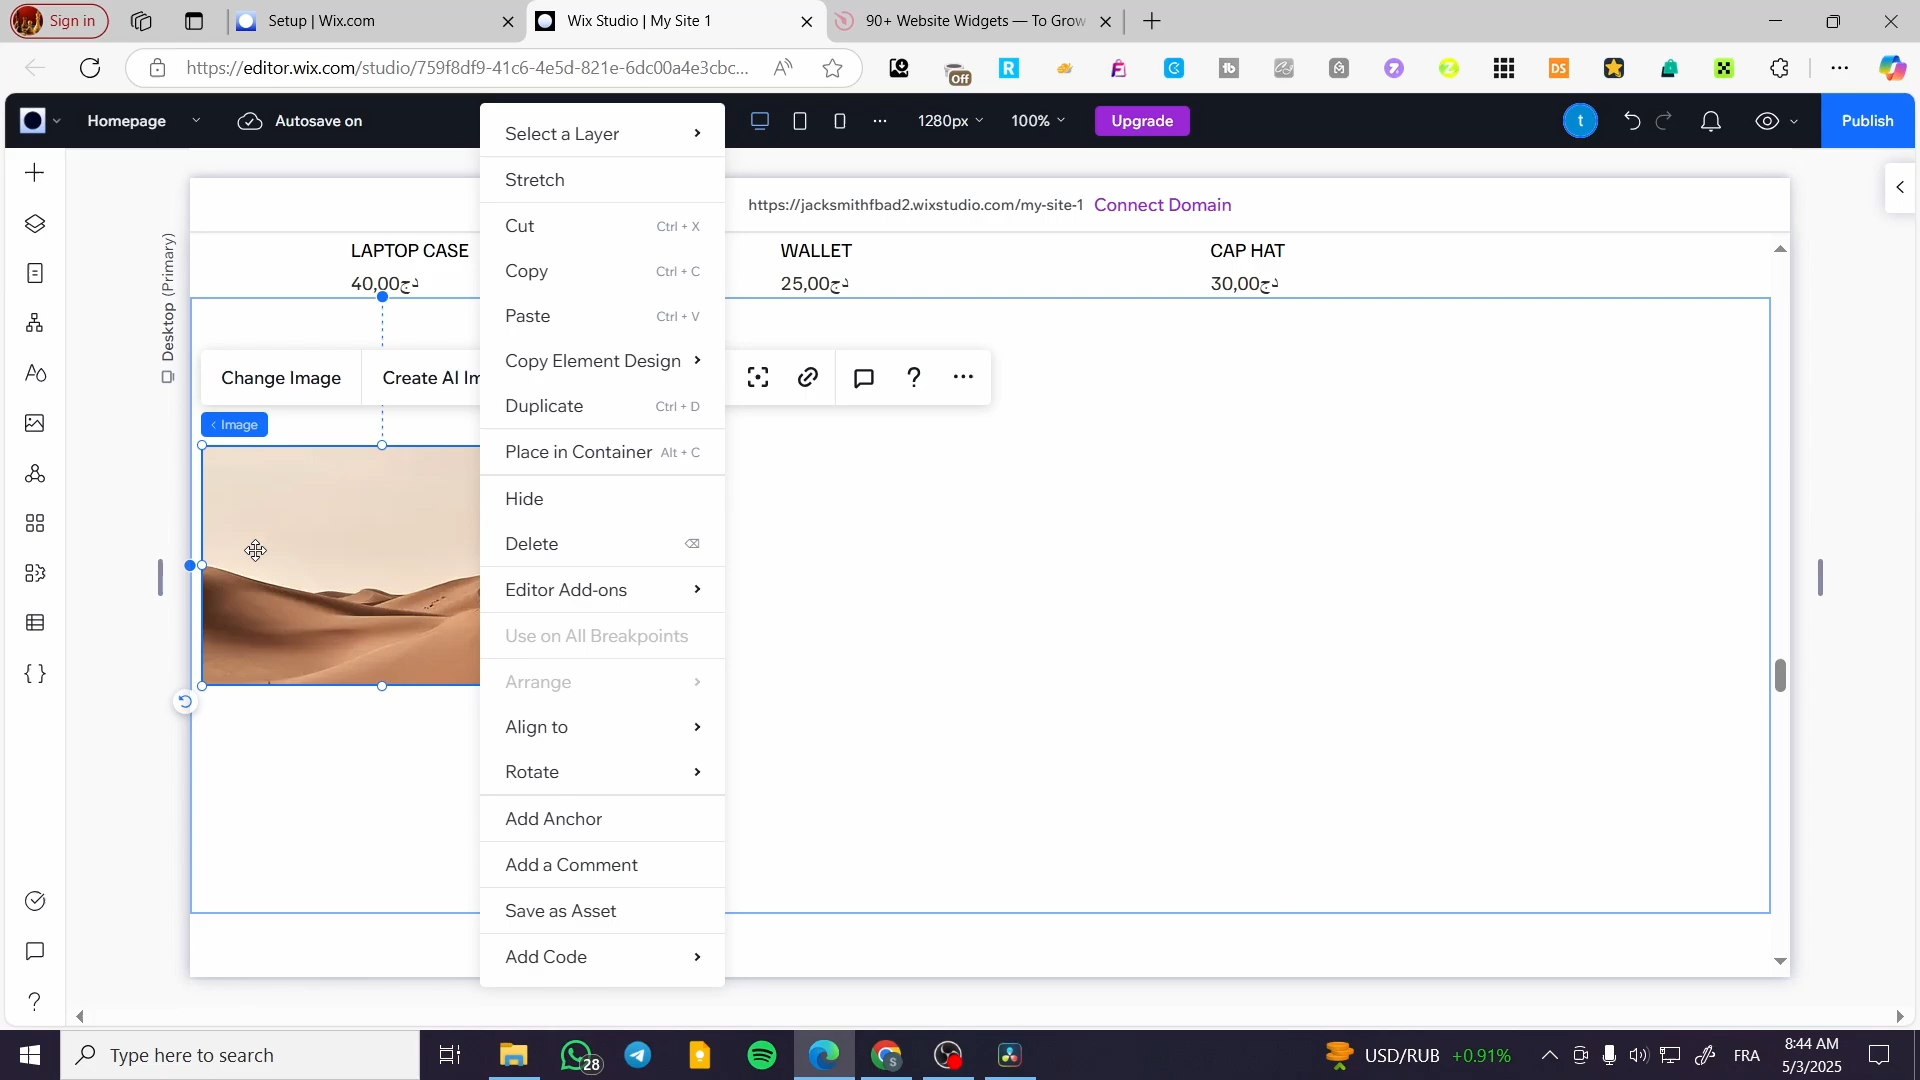 Sign in
Setup | Wix.com
Wix Studio | My Site 1
90+ Website Widgets — To Grow
https://editor.wix.com/studio/759f8df9-41c6-4e5d-821e-6dc00a4e3cbc...
Off
Homepage
Autosave on
1280px
100%
Upgrade
t
Publish
Desktop (Primary)
https://jacksmithfbad2.wixstudio.com/my-site-1 Connect Domain
LAPTOP CASE
40,00دج
WALLET
25,00دج
CAP HAT
30,00دج
Change Image
Create AI Im
< Image
Select a Layer
Stretch
Cut Ctrl + X
Copy Ctrl + C
Paste Ctrl + V
Copy Element Design
Duplicate Ctrl + D
Place in Container Alt + C
Hide
Delete
Editor Add-ons
Use on All Breakpoints
Arrange
Align to
Rotate
Add Anchor
Add a Comment
Save as Asset
Add Code
Type here to search
28
USD/RUB +0.91%
FRA
8:44 AM
5/3/2025